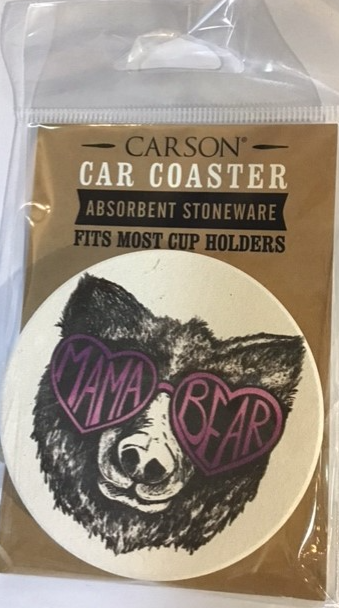 CARSON®
CAR COASTER
ABSORBENT STONEWARE
FITS MOST CUP HOLDERS
MAMA BEAR